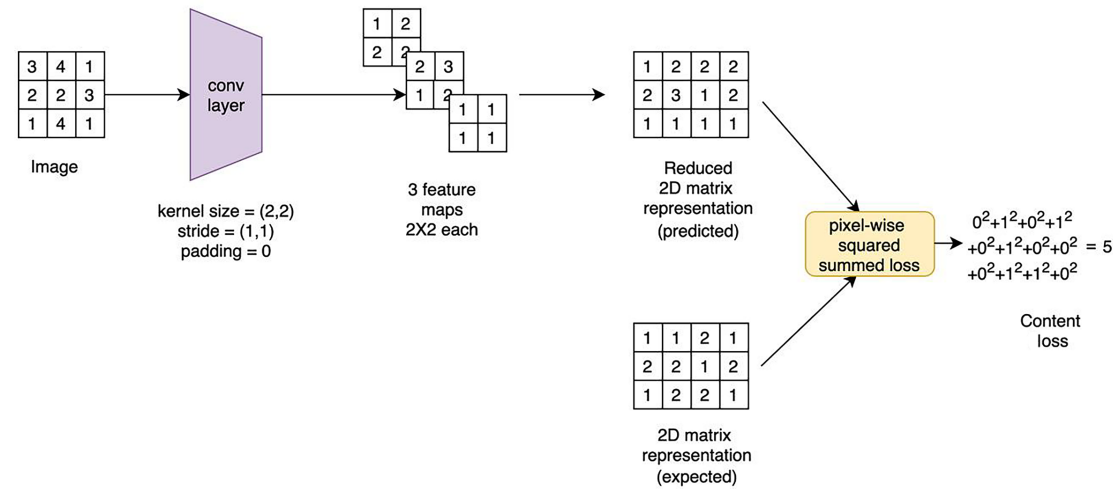 3 4 1
2 2 3
1 4 1
Image
conv
layer
kernel size = (2,2)
stride = (1,1)
padding = 0
1 2
2 2
2 3
1 2
1 1
1 1
3 feature
maps
2X2 each
1 2 2 2
2 3 1 2
1 1 1 1
Reduced
2D matrix
representation
(predicted)
1 1 2 1
2 2 1 2
1 2 2 1
2D matrix
representation
(expected)
pixel-wise
squared
summed loss
0²+1²+0²+1²
+0²+1²+0²+0² = 5
+0²+1²+1²+0²
Content
loss